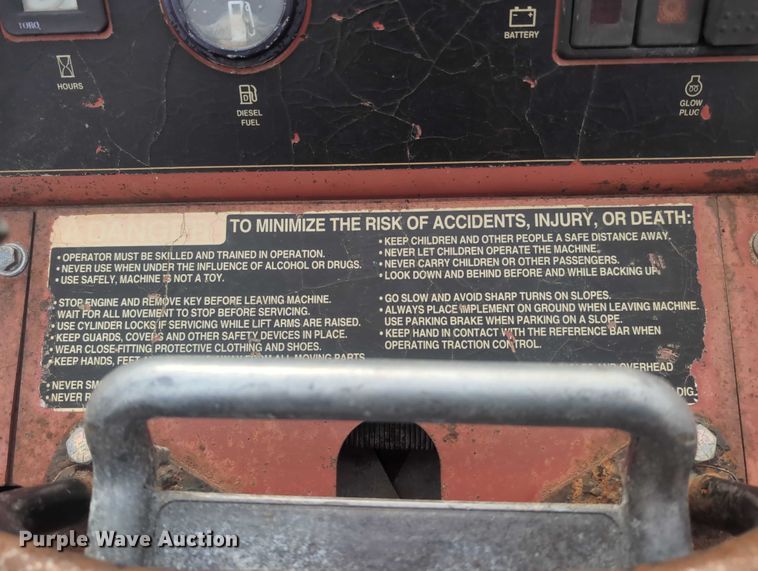 TORO
HOURS
DIESEL
FUEL
BATTERY
GLOW
PLUG
TO MINIMIZE THE RISK OF ACCIDENTS, INJURY, OR DEATH:
• OPERATOR MUST BE SKILLED AND TRAINED IN OPERATION.
• NEVER USE WHEN UNDER THE INFLUENCE OF ALCOHOL OR DRUGS.
• USE SAFELY, MACHINE IS NOT A TOY.
• STOP ENGINE AND REMOVE KEY BEFORE LEAVING MACHINE.
WAIT FOR ALL MOVEMENT TO STOP BEFORE SERVICING.
• USE CYLINDER LOCKS IF SERVICING WHILE LIFT ARMS ARE RAISED.
• KEEP GUARDS, COVERS AND OTHER SAFETY DEVICES IN PLACE.
• WEAR CLOSE-FITTING PROTECTIVE CLOTHING AND SHOES.
• KEEP HANDS, FEET ALL MOVING PARTS
• NEVER
• NEVER
• KEEP CHILDREN AND OTHER PEOPLE A SAFE DISTANCE AWAY.
• NEVER LET CHILDREN OPERATE THE MACHINE.
• NEVER CARRY CHILDREN OR OTHER PASSENGERS.
• LOOK DOWN AND BEHIND BEFORE AND WHILE BACKING UP.
• GO SLOW AND AVOID SHARP TURNS ON SLOPES.
• ALWAYS PLACE IMPLEMENT ON GROUND WHEN LEAVING MACHINE.
USE PARKING BRAKE WHEN PARKING ON A SLOPE.
• KEEP HAND IN CONTACT WITH THE REFERENCE BAR WHEN
OPERATING TRACTION CONTROL.
AND OVERHEAD
DIG.
Purple Wave Auction